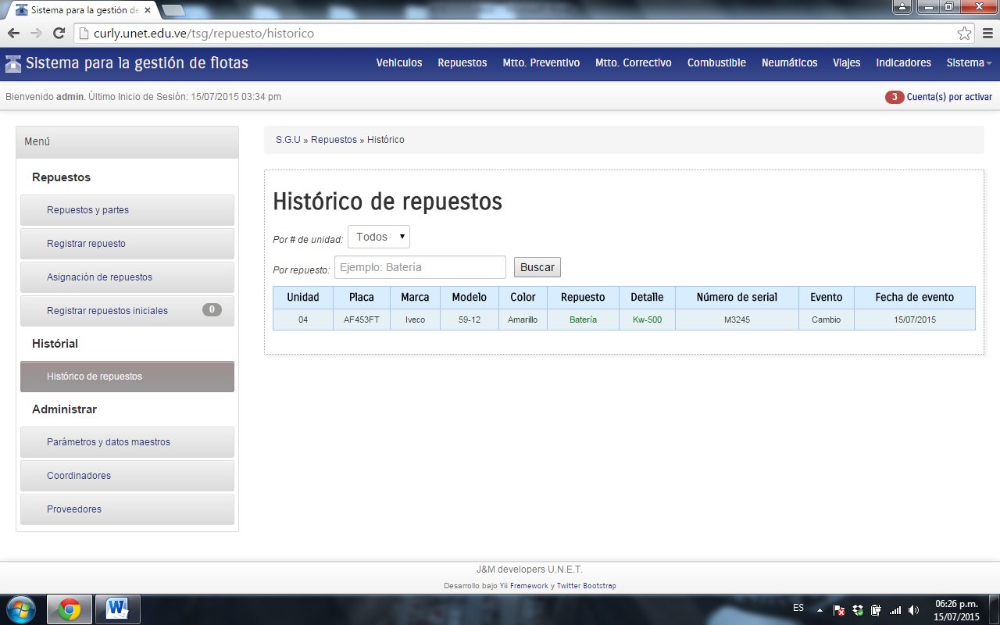 Sistema para la gestión de
curly.unet.edu.ve/tsg/repuesto/historico
Sistema para la gestión de flotas
Vehiculos Repuestos Mtto. Preventivo Mtto. Correctivo Combustible Neumáticos Viajes Indicadores Sistema
Bienvenido admin. Último Inicio de Sesión: 15/07/2015 03:34 pm
3 Cuenta(s) por activar
Menú
Repuestos
Repuestos y partes
Registrar repuesto
Asignación de repuestos
Registrar repuestos iniciales 0
Histórial
Histórico de repuestos
Administrar
Parámetros y datos maestros
Coordinadores
Proveedores
S.G.U » Repuestos » Histórico
Histórico de repuestos
Por # de unidad: Todos
Por repuesto: Ejemplo: Batería Buscar
Unidad Placa Marca Modelo Color Repuesto Detalle Número de serial Evento Fecha de evento
04 AF453FT Iveco 59-12 Amarillo Batería Kw-500 M3245 Cambio 15/07/2015
J&M developers U.N.E.T.
Desarrollo bajo Yii Framework y Twitter Bootstrap
ES
06:26 p.m.
15/07/2015